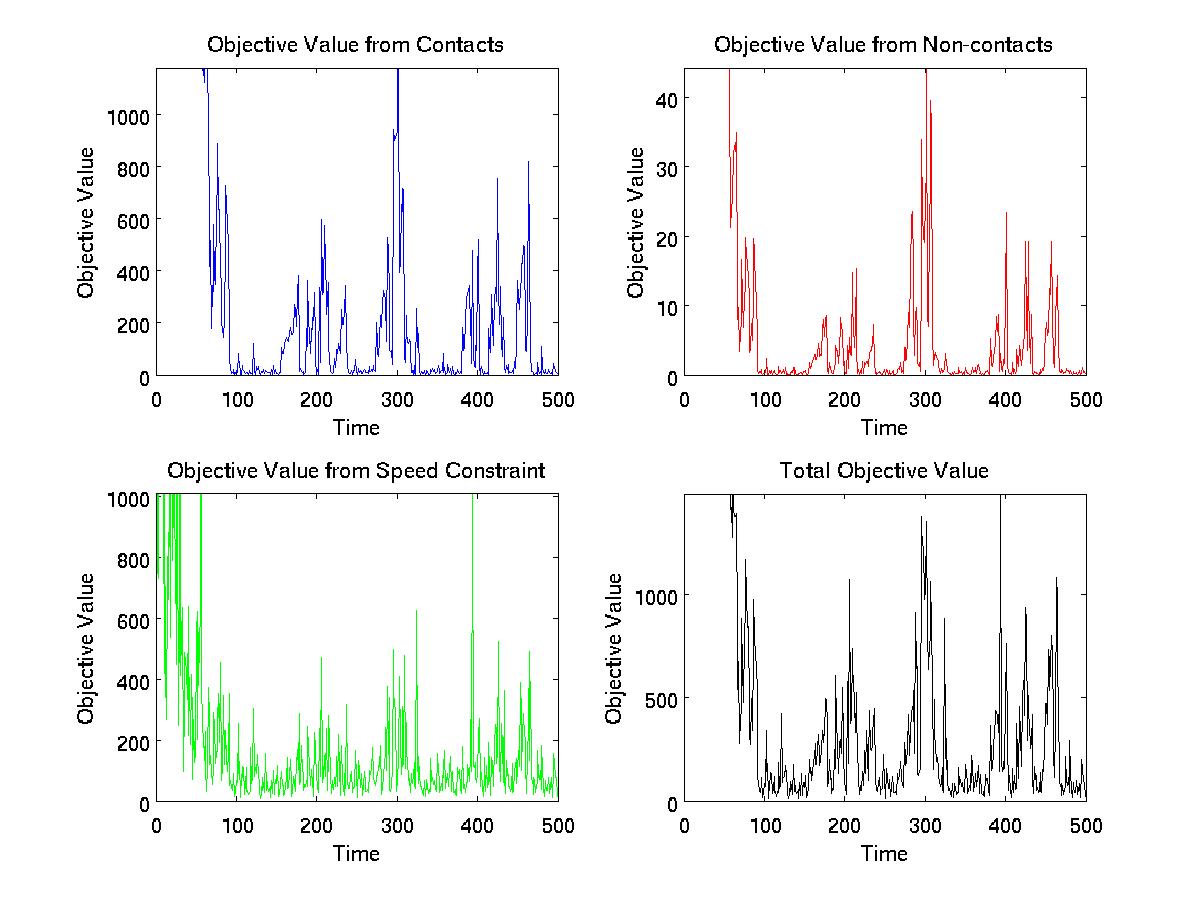 Objective Value from Contacts
Objective Value
1000
800
600
400
200
0
0 100 200 300 400 500
Time
Objective Value from Non-contacts
Objective Value
40
30
20
10
0
0 100 200 300 400 500
Time
Objective Value from Speed Constraint
Objective Value
1000
800
600
400
200
0
0 100 200 300 400 500
Time
Total Objective Value
Objective Value
1000
500
0
0 100 200 300 400 500
Time